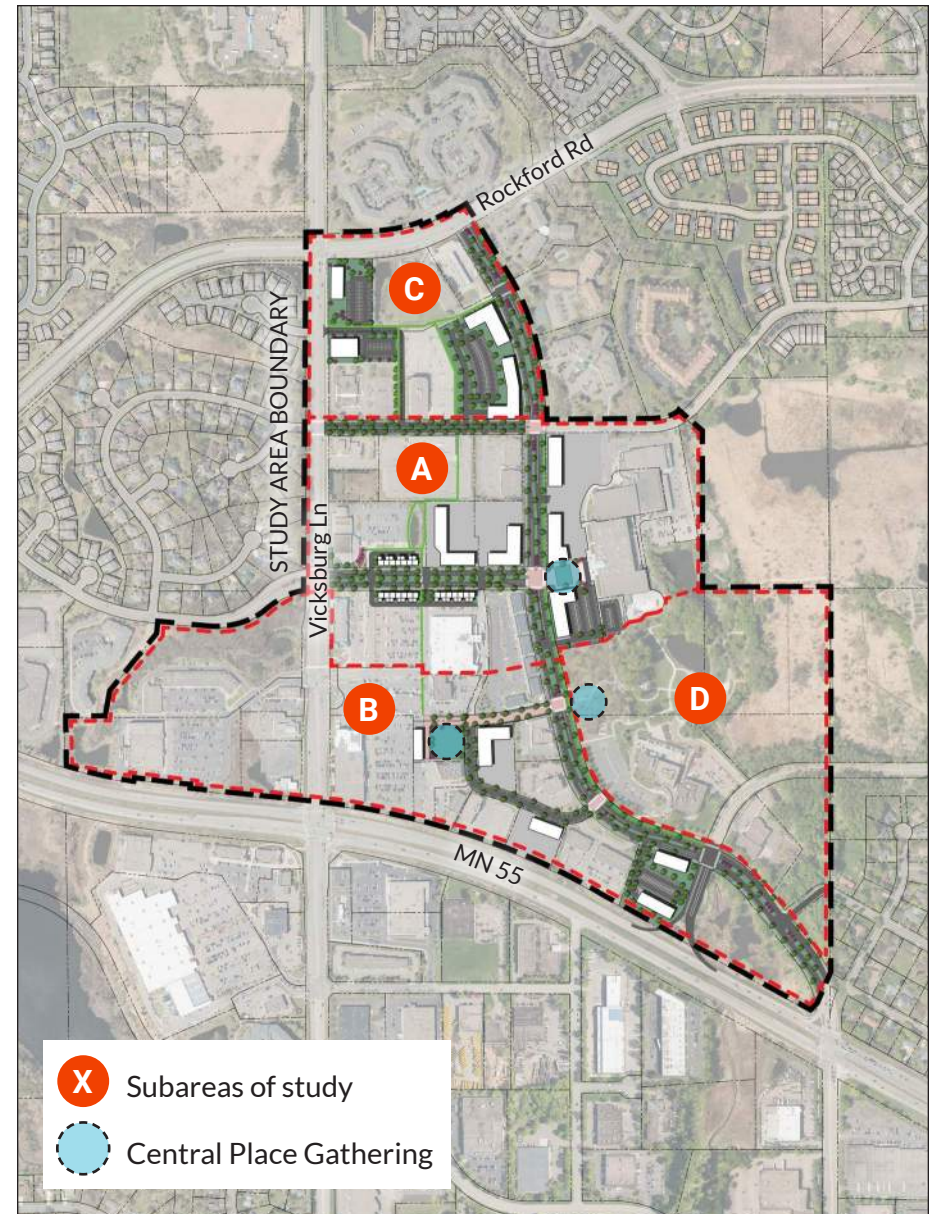 Rockford Rd
C
STUDY AREA BOUNDARY
A
Vicksburg Ln
D
B
MN 55
X Subareas of study
Central Place Gathering